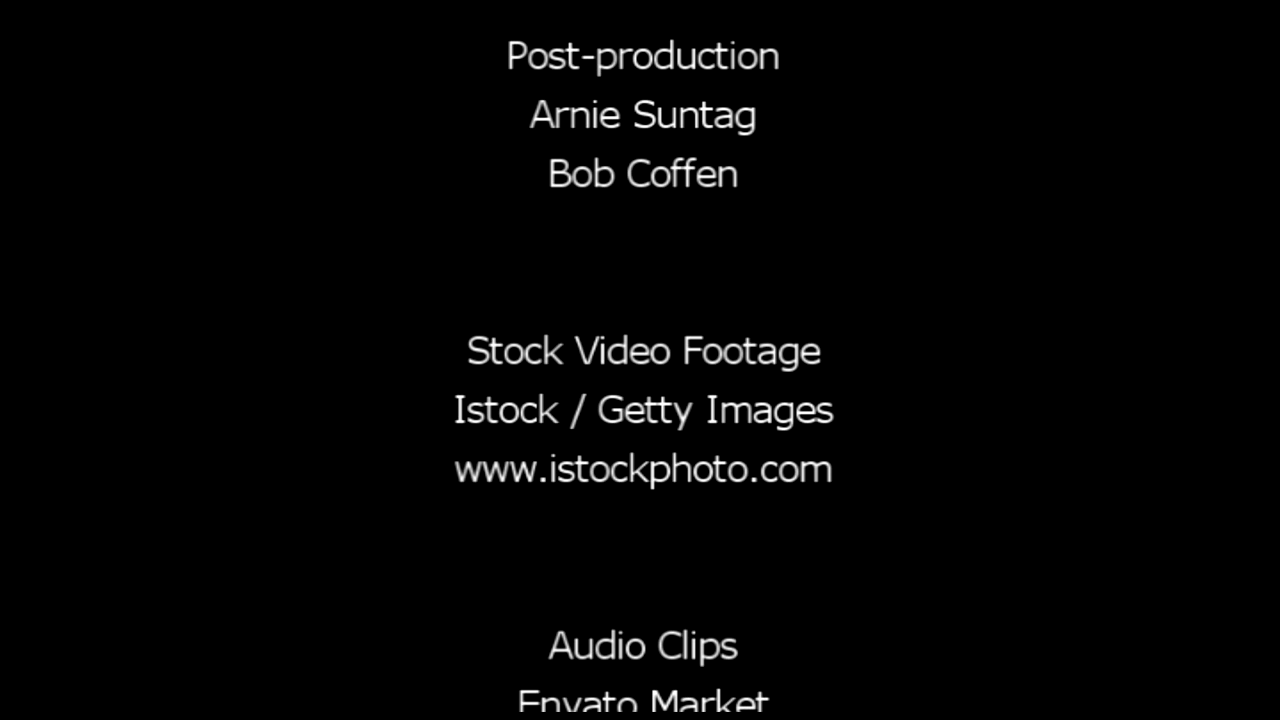 Post-production
Arnie Suntag
Bob Coffen
Stock Video Footage
Istock / Getty Images
www.istockphoto.com
Audio Clips
Envato Market